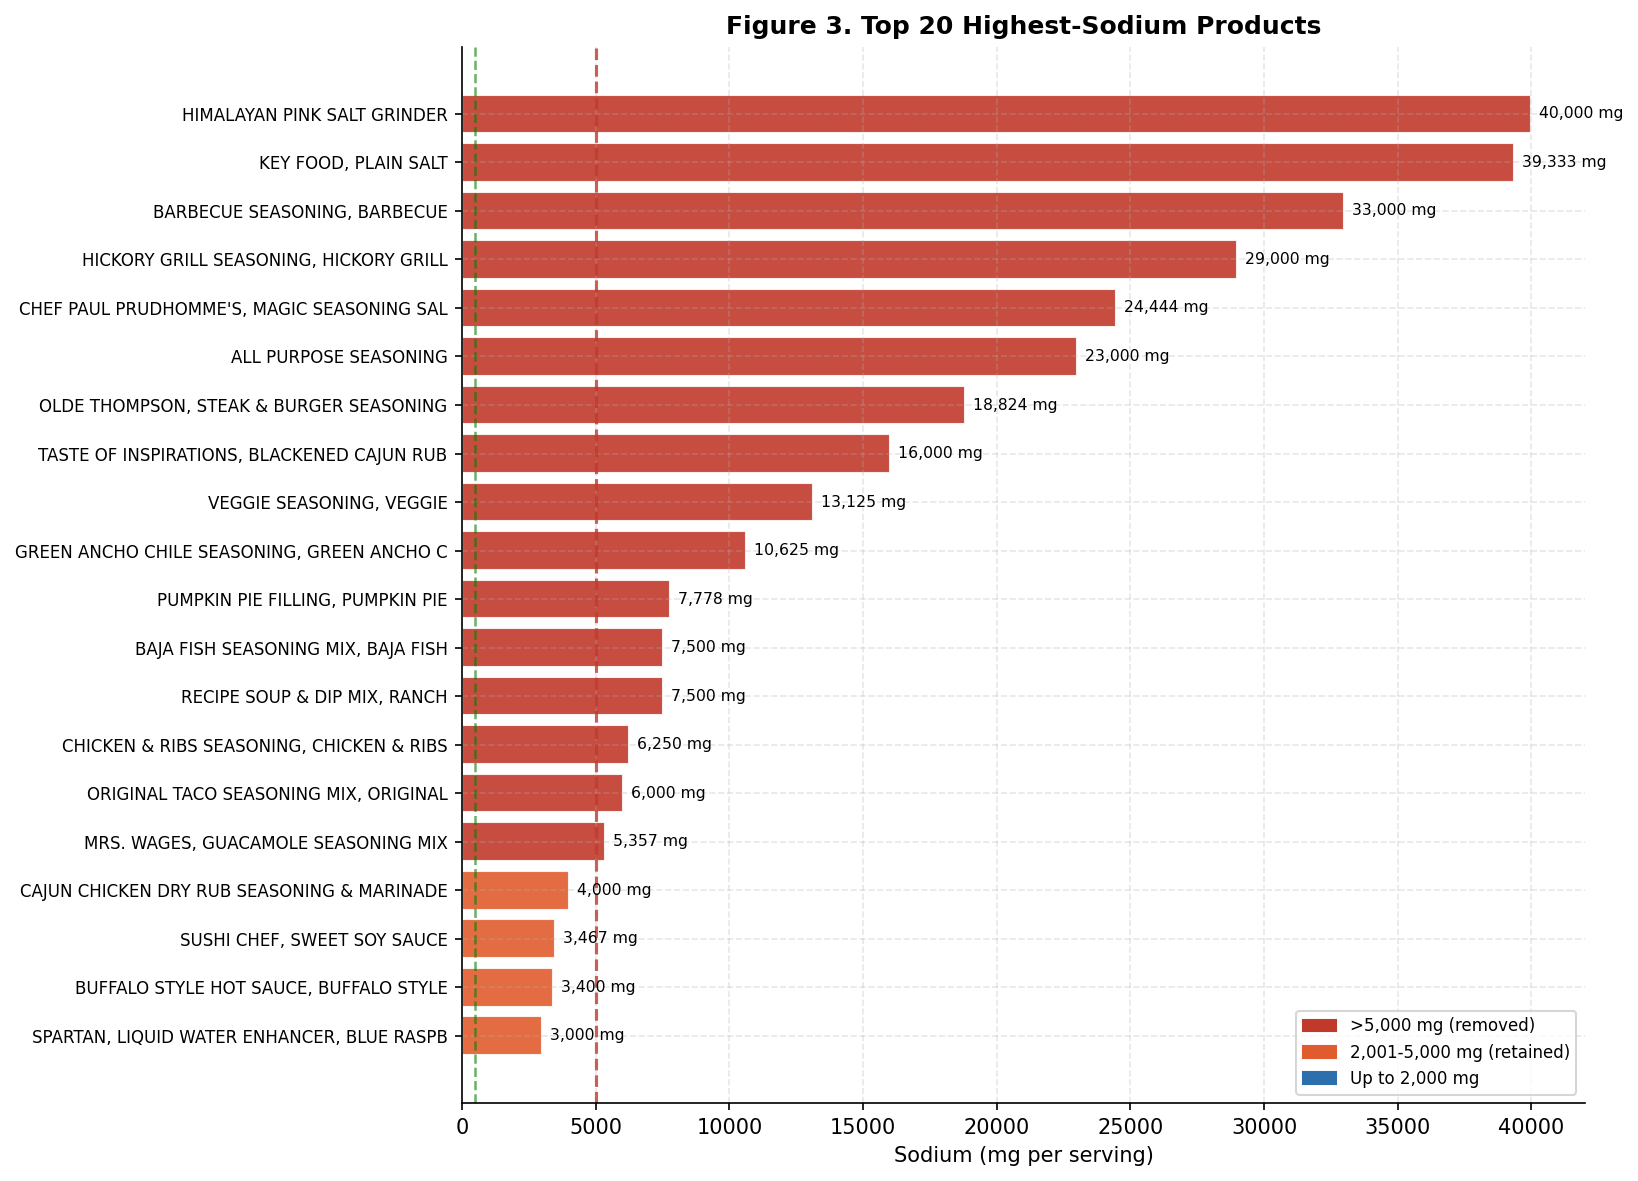 Figure 3. Top 20 Highest-Sodium Products
HIMALAYAN PINK SALT GRINDER 40,000 mg
KEY FOOD, PLAIN SALT 39,333 mg
BARBECUE SEASONING, BARBECUE 33,000 mg
HICKORY GRILL SEASONING, HICKORY GRILL 29,000 mg
CHEF PAUL PRUDHOMME'S, MAGIC SEASONING SAL 24,444 mg
ALL PURPOSE SEASONING 23,000 mg
OLDE THOMPSON, STEAK & BURGER SEASONING 18,824 mg
TASTE OF INSPIRATIONS, BLACKENED CAJUN RUB 16,000 mg
VEGGIE SEASONING, VEGGIE 13,125 mg
GREEN ANCHO CHILE SEASONING, GREEN ANCHO C 10,625 mg
PUMPKIN PIE FILLING, PUMPKIN PIE 7,778 mg
BAJA FISH SEASONING MIX, BAJA FISH 7,500 mg
RECIPE SOUP & DIP MIX, RANCH 7,500 mg
CHICKEN & RIBS SEASONING, CHICKEN & RIBS 6,250 mg
ORIGINAL TACO SEASONING MIX, ORIGINAL 6,000 mg
MRS. WAGES, GUACAMOLE SEASONING MIX 5,357 mg
CAJUN CHICKEN DRY RUB SEASONING & MARINADE 4,000 mg
SUSHI CHEF, SWEET SOY SAUCE 3,467 mg
BUFFALO STYLE HOT SAUCE, BUFFALO STYLE 3,400 mg
SPARTAN, LIQUID WATER ENHANCER, BLUE RASPB 3,000 mg
>5,000 mg (removed)
2,001-5,000 mg (retained)
Up to 2,000 mg
0 5000 10000 15000 20000 25000 30000 35000 40000
Sodium (mg per serving)